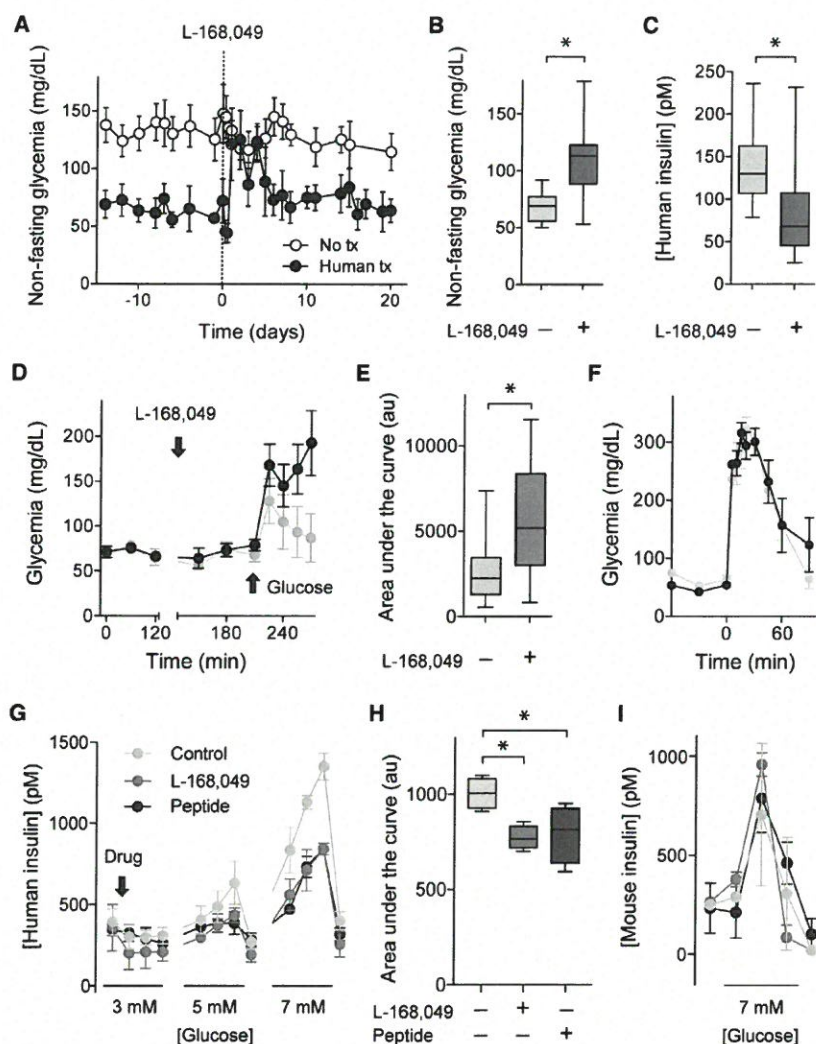 A
L-168,049
Non-fasting glycemia (mg/dL)
200
150
100
50
0
No tx
Human tx
-10
0
10
20
Time (days)
B
*
Non-fasting glycemia (mg/dL)
150
100
50
0
L-168,049 − +
C
*
[Human insulin] (pM)
250
200
150
100
50
0
L-168,049 − +
D
L-168,049
Glycemia (mg/dL)
200
150
100
50
0
Glucose
0
120
180
240
Time (min)
E
*
Area under the curve (au)
10000
5000
0
L-168,049 − +
F
Glycemia (mg/dL)
300
200
100
0
0
60
Time (min)
G
[Human insulin] (pM)
1500
1000
500
0
Control
L-168,049
Peptide
Drug
3 mM
5 mM
7 mM
[Glucose]
H
*
*
Area under the curve (au)
1000
500
0
L-168,049 − + −
Peptide − − +
I
[Mouse insulin] (pM)
1000
500
0
7 mM
[Glucose]